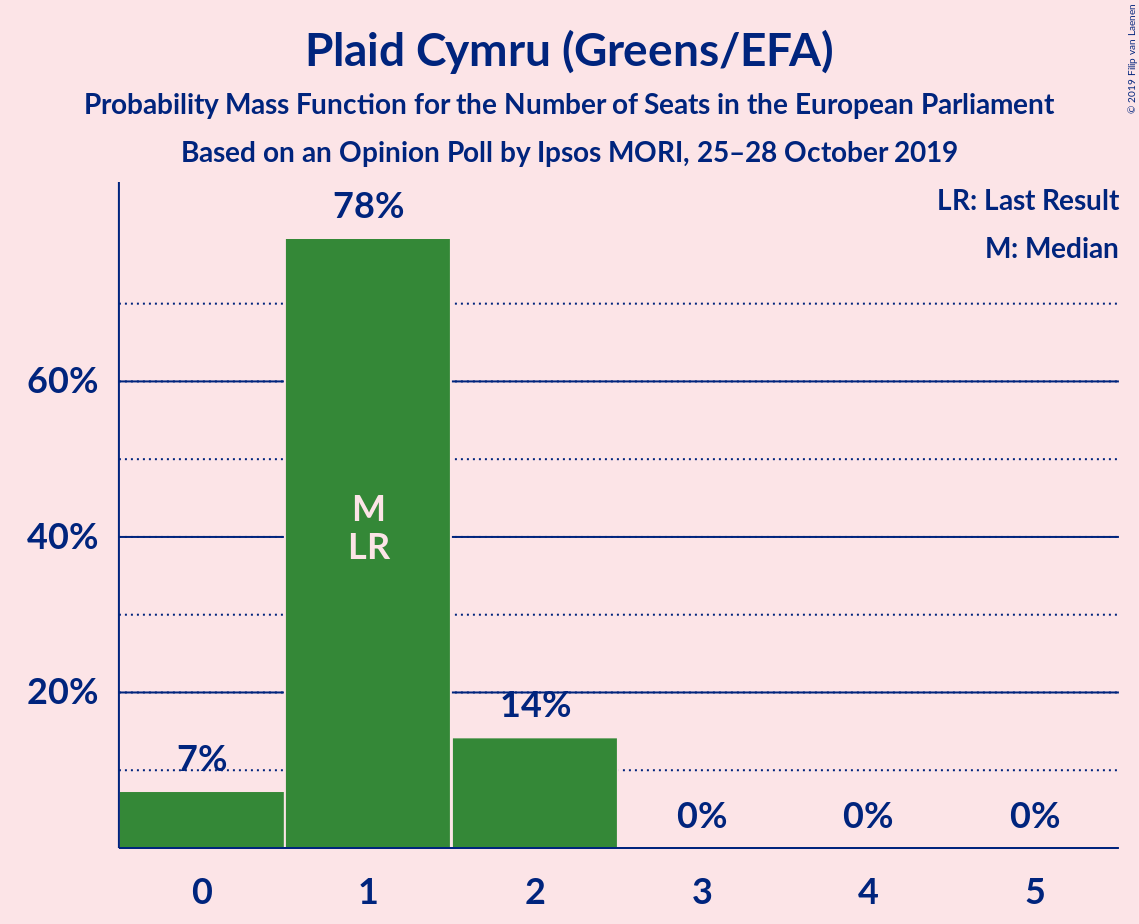 Plaid Cymru (Greens/EFA)
Probability Mass Function for the Number of Seats in the European Parliament
Based on an Opinion Poll by Ipsos MORI, 25–28 October 2019
© 2019 Filip van Laenen
LR: Last Result
M: Median
78%
60%
M
40%
LR
20%
14%
7%
0%
0%
0%
0
1
2
3
4
5